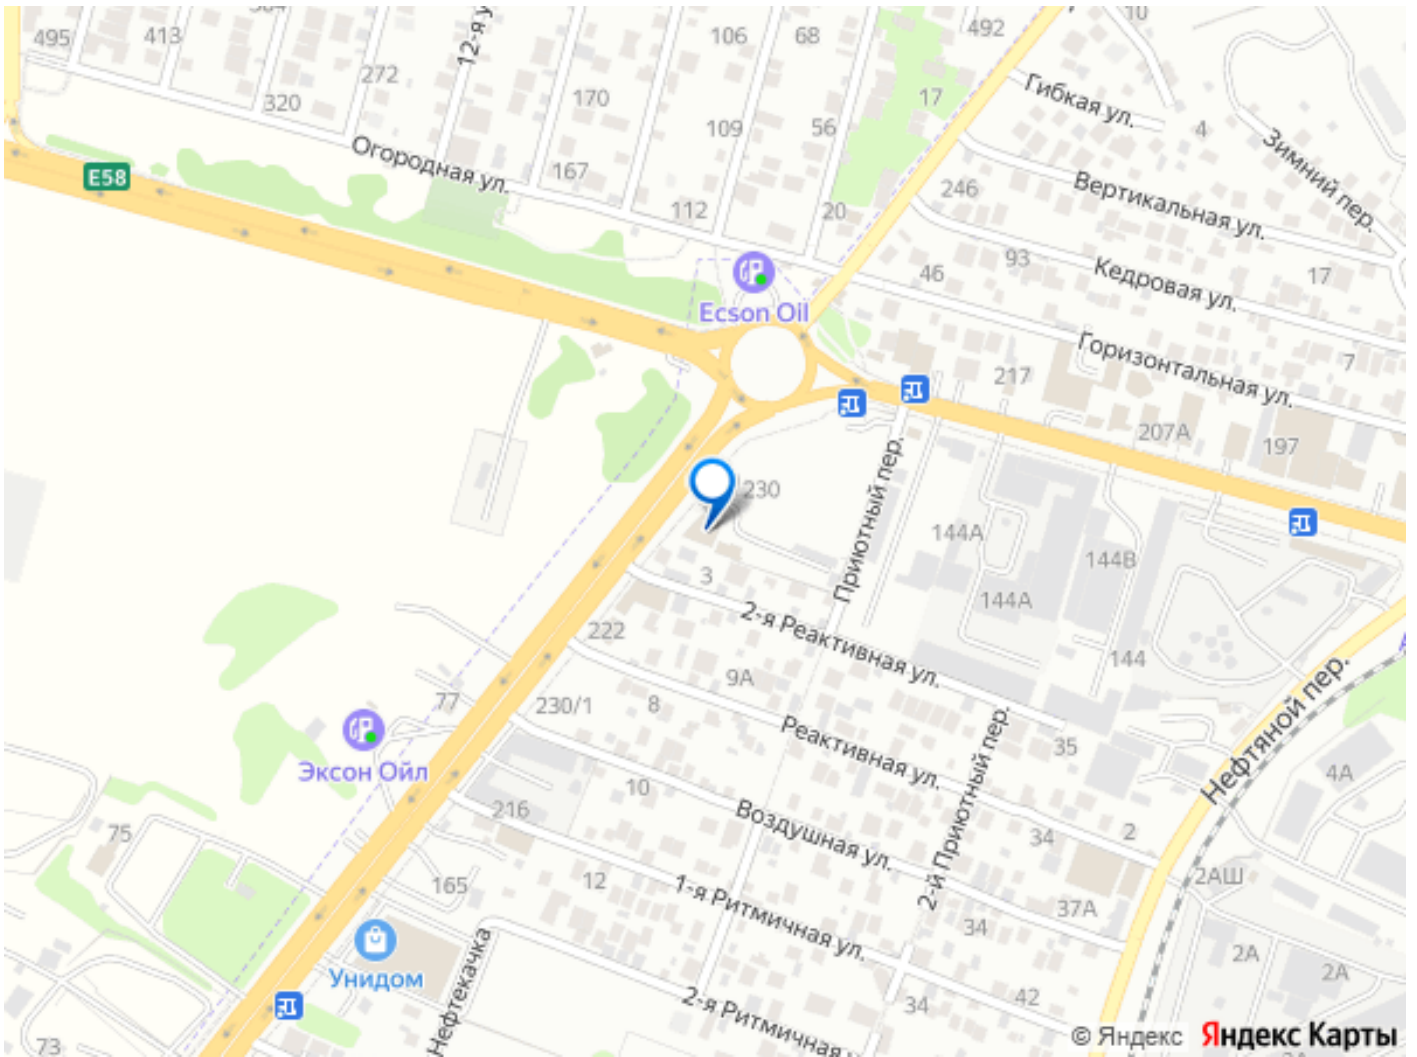 10
495
413
12-я у
106
68
492
272
17
Гибкая ул.
320
170
109
56
4
Зимний пер.
Огородная ул.
167
E58
246
Вертикальная ул.
112
20
93
46
Кедровая ул.
17
Ecson Oil
Горизонтальная ул.
7
217
207А
197
230
Приютный пер.
144А
144В
3
144А
2-я Реактивная ул.
222
144
9А
77
230/1
8
Нефтяной пер.
Реактивная ул.
35
2-й Приютный пер.
Эксон Ойл
4А
10
216
Воздушная ул.
75
34
2
165
12
1-я Ритмичная ул.
2АШ
37А
34
Унидом
Нефтекачка
2А
2А
2-я Ритмичная
34
42
73
© Яндекс Яндекс Карты